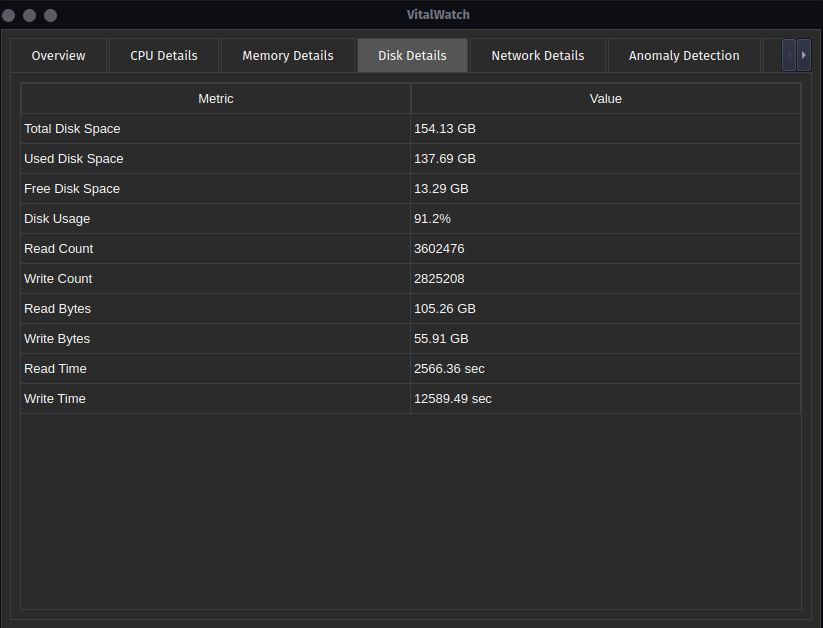 VitalWatch
Overview CPU Details Memory Details Disk Details Network Details Anomaly Detection
Metric Value
Total Disk Space 154.13 GB
Used Disk Space 137.69 GB
Free Disk Space 13.29 GB
Disk Usage 91.2%
Read Count 3602476
Write Count 2825208
Read Bytes 105.26 GB
Write Bytes 55.91 GB
Read Time 2566.36 sec
Write Time 12589.49 sec